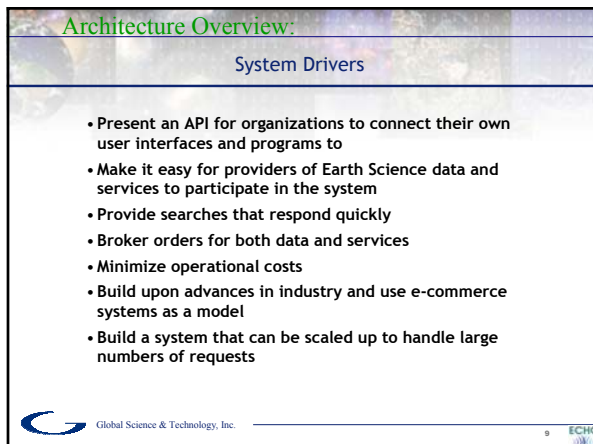 Architecture Overview:
System Drivers
• Present an API for organizations to connect their own
user interfaces and programs to
• Make it easy for providers of Earth Science data and
services to participate in the system
• Provide searches that respond quickly
• Broker orders for both data and services
• Minimize operational costs
• Build upon advances in industry and use e-commerce
systems as a model
• Build a system that can be scaled up to handle large
numbers of requests
Global Science & Technology, Inc.
9
ECHO